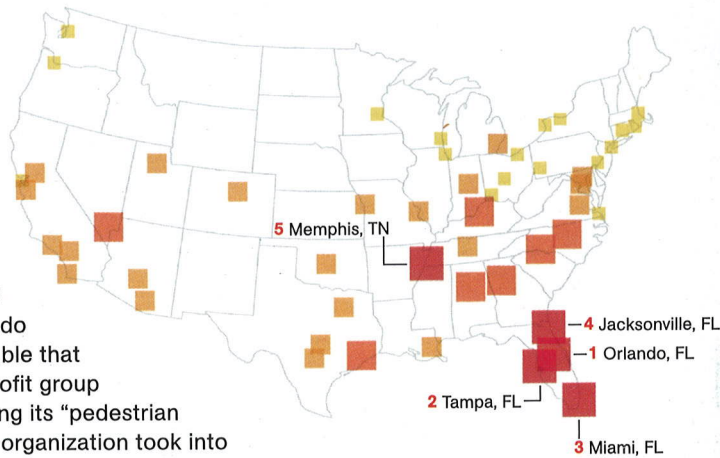 5 Memphis, TN
4 Jacksonville, FL
1 Orlando, FL
2 Tampa, FL
3 Miami, FL
do
ble that
ofit group
ng its “pedestrian
organization took into